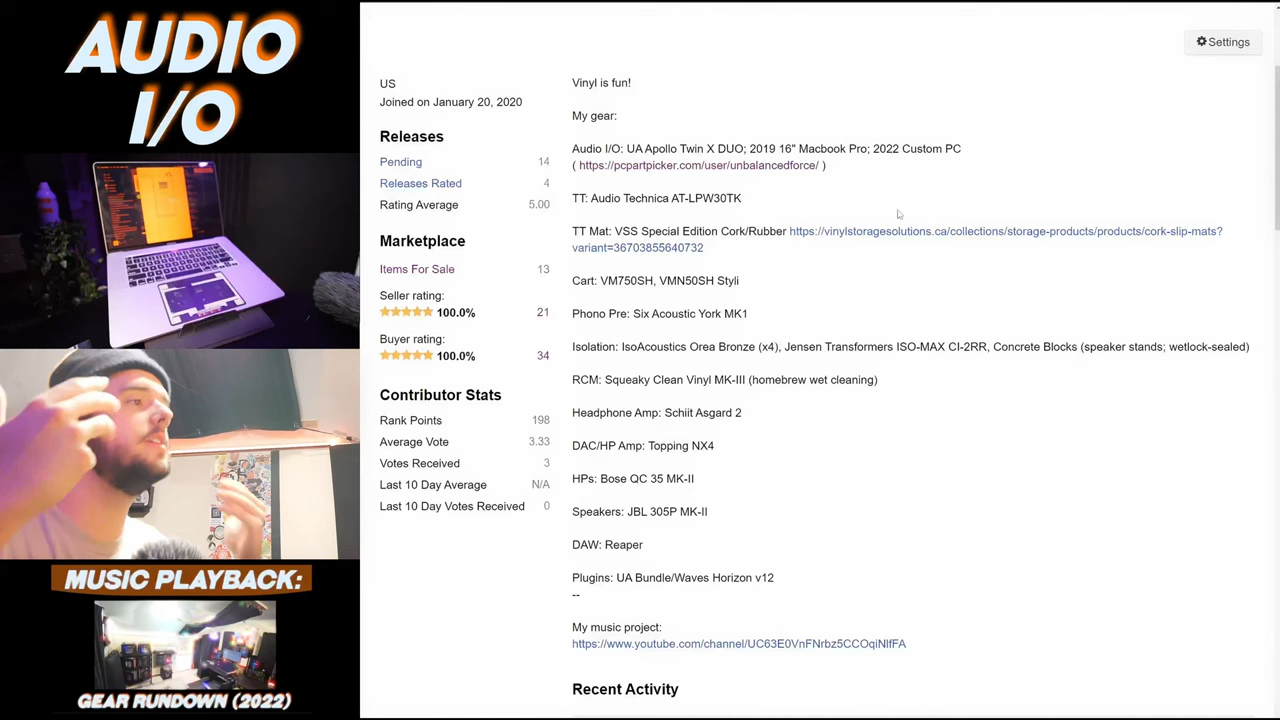 AUDIO
I/O
MUSIC PLAYBACK:
GEAR RUNDOWN (2022)
Settings
US
Joined on January 20, 2020
Releases
Pending 14
Releases Rated 4
Rating Average 5.00
Marketplace
Items For Sale 13
Seller rating:
100.0% 21
Buyer rating:
100.0% 34
Contributor Stats
Rank Points 198
Average Vote 3.33
Votes Received 3
Last 10 Day Average N/A
Last 10 Day Votes Received 0
Vinyl is fun!
My gear:
Audio I/O: UA Apollo Twin X DUO; 2019 16" Macbook Pro; 2022 Custom PC
( https://pcpartpicker.com/user/unbalancedforce/ )
TT: Audio Technica AT-LPW30TK
TT Mat: VSS Special Edition Cork/Rubber https://vinylstoragesolutions.ca/collections/storage-products/products/cork-slip-mats?
variant=36703855640732
Cart: VM750SH, VMN50SH Styli
Phono Pre: Six Acoustic York MK1
Isolation: IsoAcoustics Orea Bronze (x4), Jensen Transformers ISO-MAX CI-2RR, Concrete Blocks (speaker stands; wetlock-sealed)
RCM: Squeaky Clean Vinyl MK-III (homebrew wet cleaning)
Headphone Amp: Schiit Asgard 2
DAC/HP Amp: Topping NX4
HPs: Bose QC 35 MK-II
Speakers: JBL 305P MK-II
DAW: Reaper
Plugins: UA Bundle/Waves Horizon v12
--
My music project:
https://www.youtube.com/channel/UC63E0VnFNrbz5CCOqiNlfFA
Recent Activity